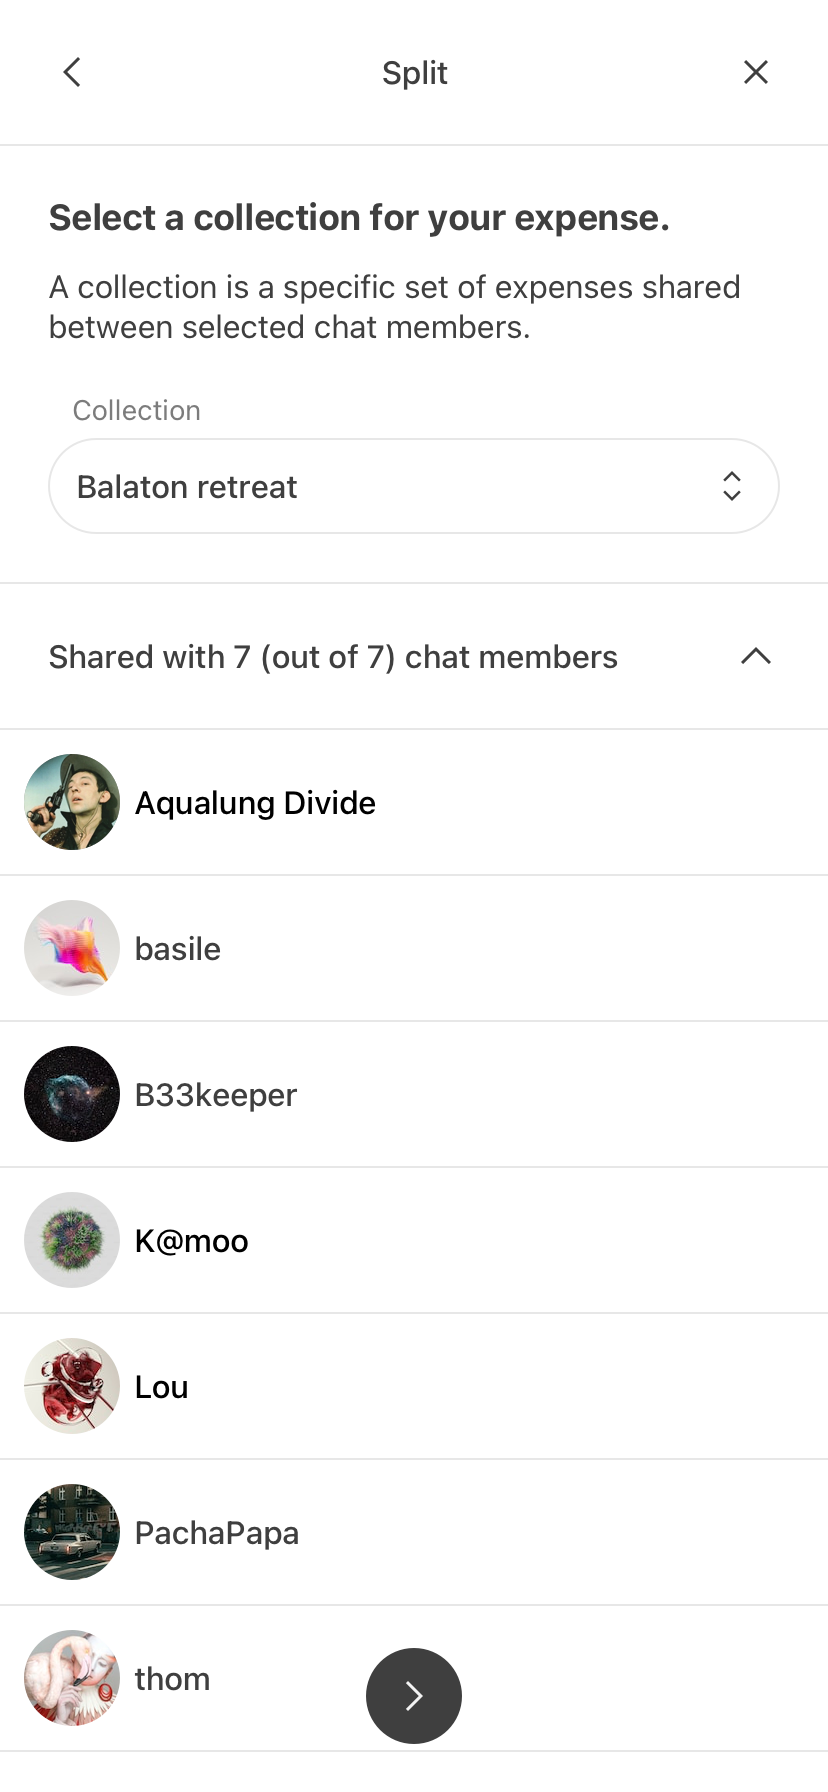 Split
Select a collection for your expense.
A collection is a specific set of expenses shared
between selected chat members.
Collection
Balaton retreat
Shared with 7 (out of 7) chat members
Aqualung Divide
basile
B33keeper
K@moo
Lou
PachaPapa
thom